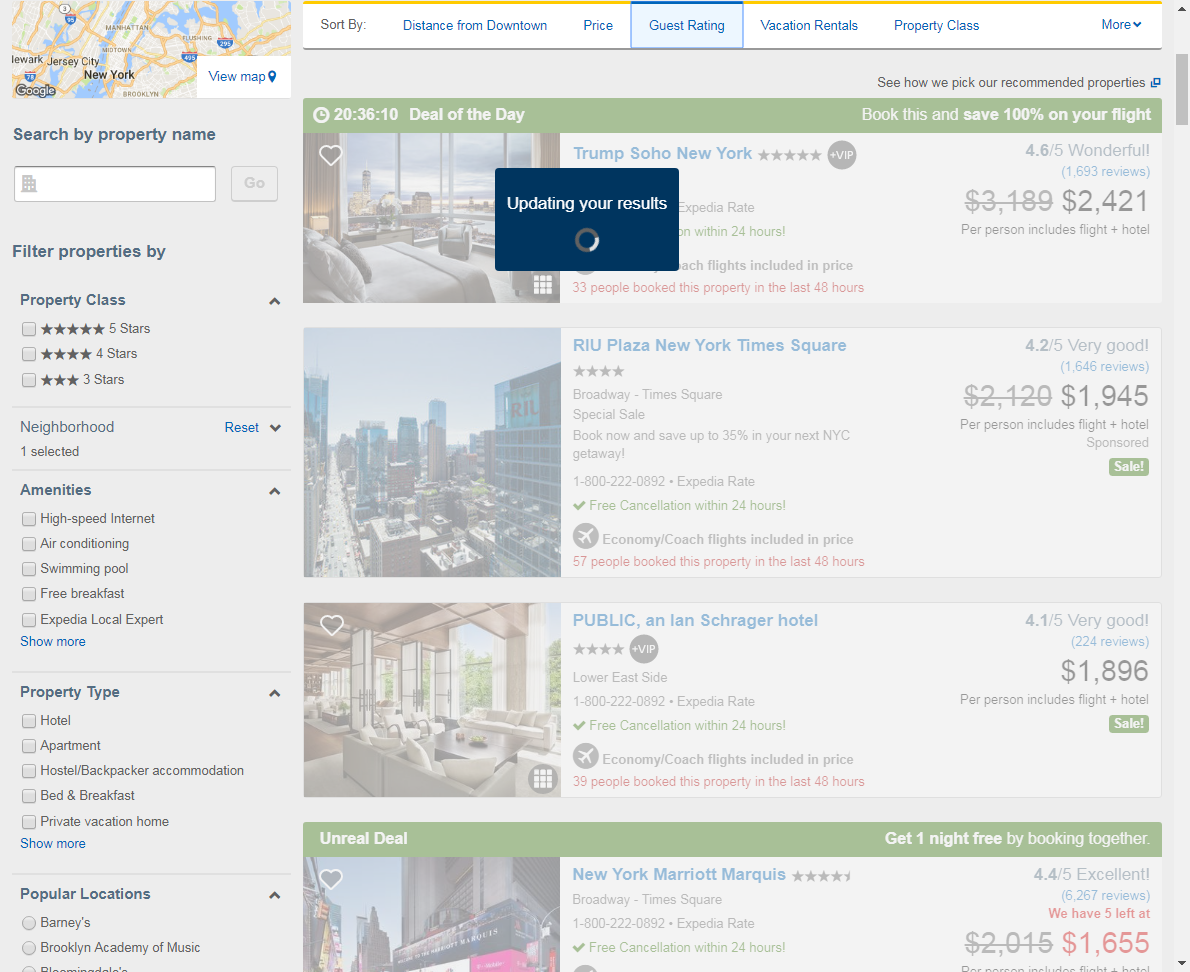 MANHATTAN
MIDTOWN
FLUSHING
3
95
295
495
78
ewark
Jersey City
New York
BROOKLYN
Google
View map
Search by property name
Go
Filter properties by
Property Class
5 Stars
4 Stars
3 Stars
Neighborhood Reset
1 selected
Amenities
High-speed Internet
Air conditioning
Swimming pool
Free breakfast
Expedia Local Expert
Show more
Property Type
Hotel
Apartment
Hostel/Backpacker accommodation
Bed & Breakfast
Private vacation home
Show more
Popular Locations
Barney's
Brooklyn Academy of Music
Bloomingdale's
Sort By: Distance from Downtown Price Guest Rating Vacation Rentals Property Class More
See how we pick our recommended properties
20:36:10 Deal of the Day Book this and save 100% on your flight
Trump Soho New York +VIP
Updating your results
Expedia Rate
on within 24 hours!
ch flights included in price
33 people booked this property in the last 48 hours
4.6/5 Wonderful!
(1,693 reviews)
$3,189 $2,421
Per person includes flight + hotel
RIU
RIU Plaza New York Times Square
Broadway - Times Square
Special Sale
Book now and save up to 35% in your next NYC
getaway!
1-800-222-0892 • Expedia Rate
Free Cancellation within 24 hours!
Economy/Coach flights included in price
57 people booked this property in the last 48 hours
4.2/5 Very good!
(1,646 reviews)
$2,120 $1,945
Per person includes flight + hotel
Sponsored
Sale!
PUBLIC, an Ian Schrager hotel
+VIP
Lower East Side
1-800-222-0892 • Expedia Rate
Free Cancellation within 24 hours!
Economy/Coach flights included in price
39 people booked this property in the last 48 hours
4.1/5 Very good!
(224 reviews)
$1,896
Per person includes flight + hotel
Sale!
Unreal Deal Get 1 night free by booking together.
New York Marriott Marquis
Broadway - Times Square
1-800-222-0892 • Expedia Rate
Free Cancellation within 24 hours!
4.4/5 Excellent!
(6,267 reviews)
We have 5 left at
$2,015 $1,655
Per person includes flight + hotel